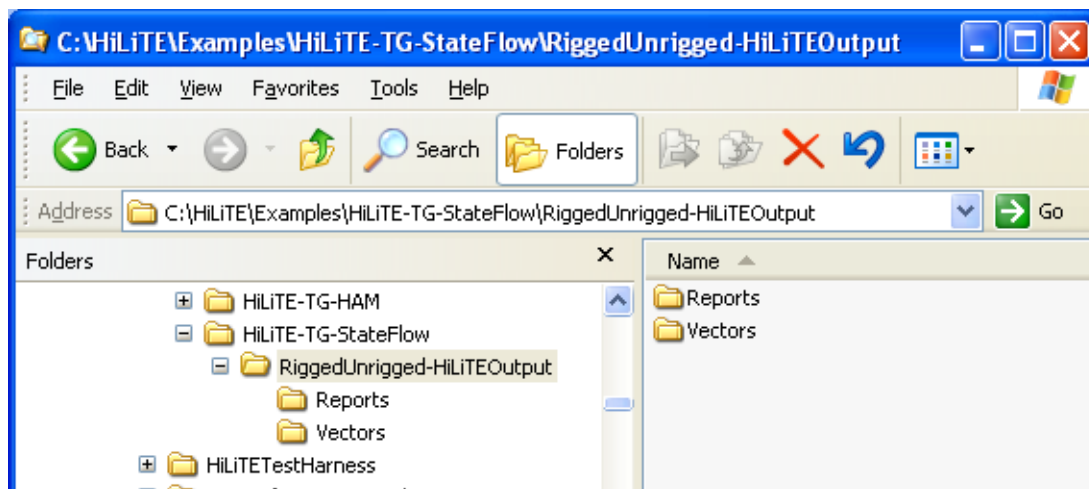 C:\HiLiTE\Examples\HiLiTE-TG-StateFlow\RiggedUnrigged-HiLiTEOutput
File Edit View Favorites Tools Help
Back Search Folders
Address C:\HiLiTE\Examples\HiLiTE-TG-StateFlow\RiggedUnrigged-HiLiTEOutput Go
Folders
Name
HiLiTE-TG-HAM
HiLiTE-TG-StateFlow
RiggedUnrigged-HiLiTEOutput
Reports
Vectors
HiLiTETestHarness
Reports
Vectors